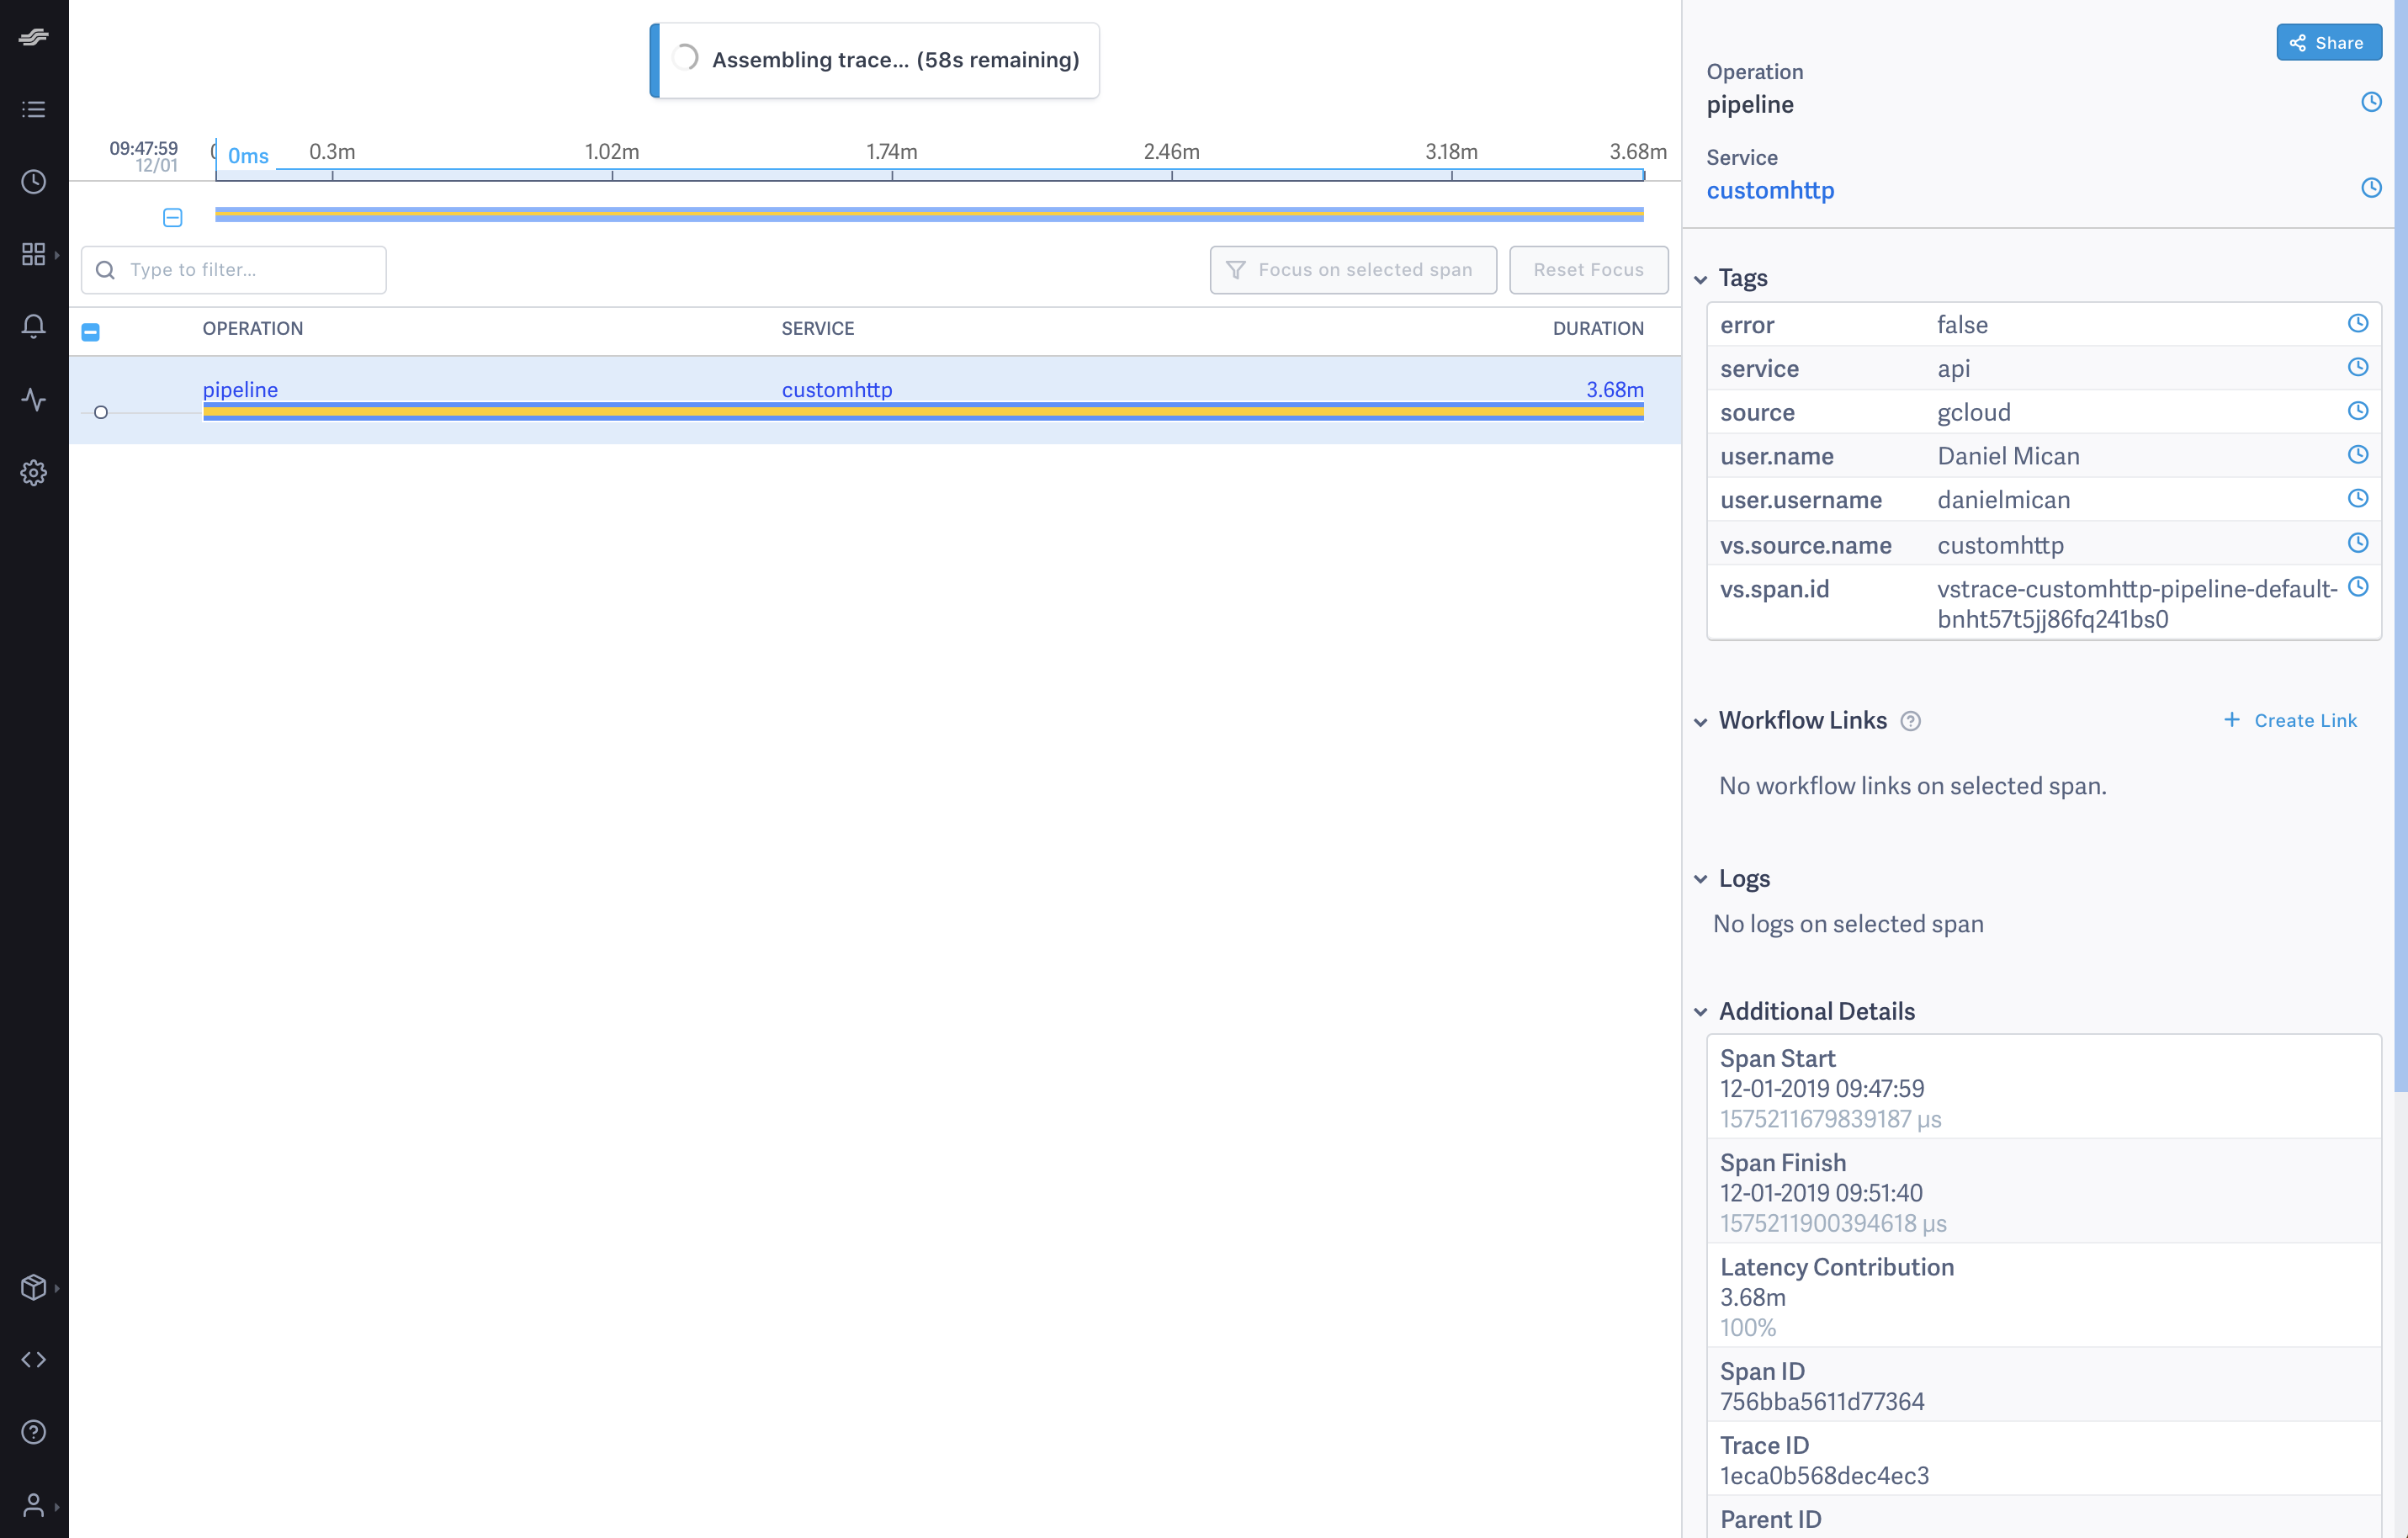 Assembling trace... (58s remaining)
09:47:59
12/01
0ms
0.3m
1.02m
1.74m
2.46m
3.18m
3.68m
Type to filter...
Focus on selected span
Reset Focus
OPERATION SERVICE DURATION
pipeline customhttp 3.68m
Share
Operation
pipeline
Service
customhttp
Tags
error false
service api
source gcloud
user.name Daniel Mican
user.username danielmican
vs.source.name customhttp
vs.span.id vstrace-customhttp-pipeline-default-
bnht57t5jj86fq241bs0
Workflow Links ?
+ Create Link
No workflow links on selected span.
Logs
No logs on selected span
Additional Details
Span Start
12-01-2019 09:47:59
1575211679839187 µs
Span Finish
12-01-2019 09:51:40
1575211900394618 µs
Latency Contribution
3.68m
100%
Span ID
756bba5611d77364
Trace ID
1eca0b568dec4ec3
Parent ID